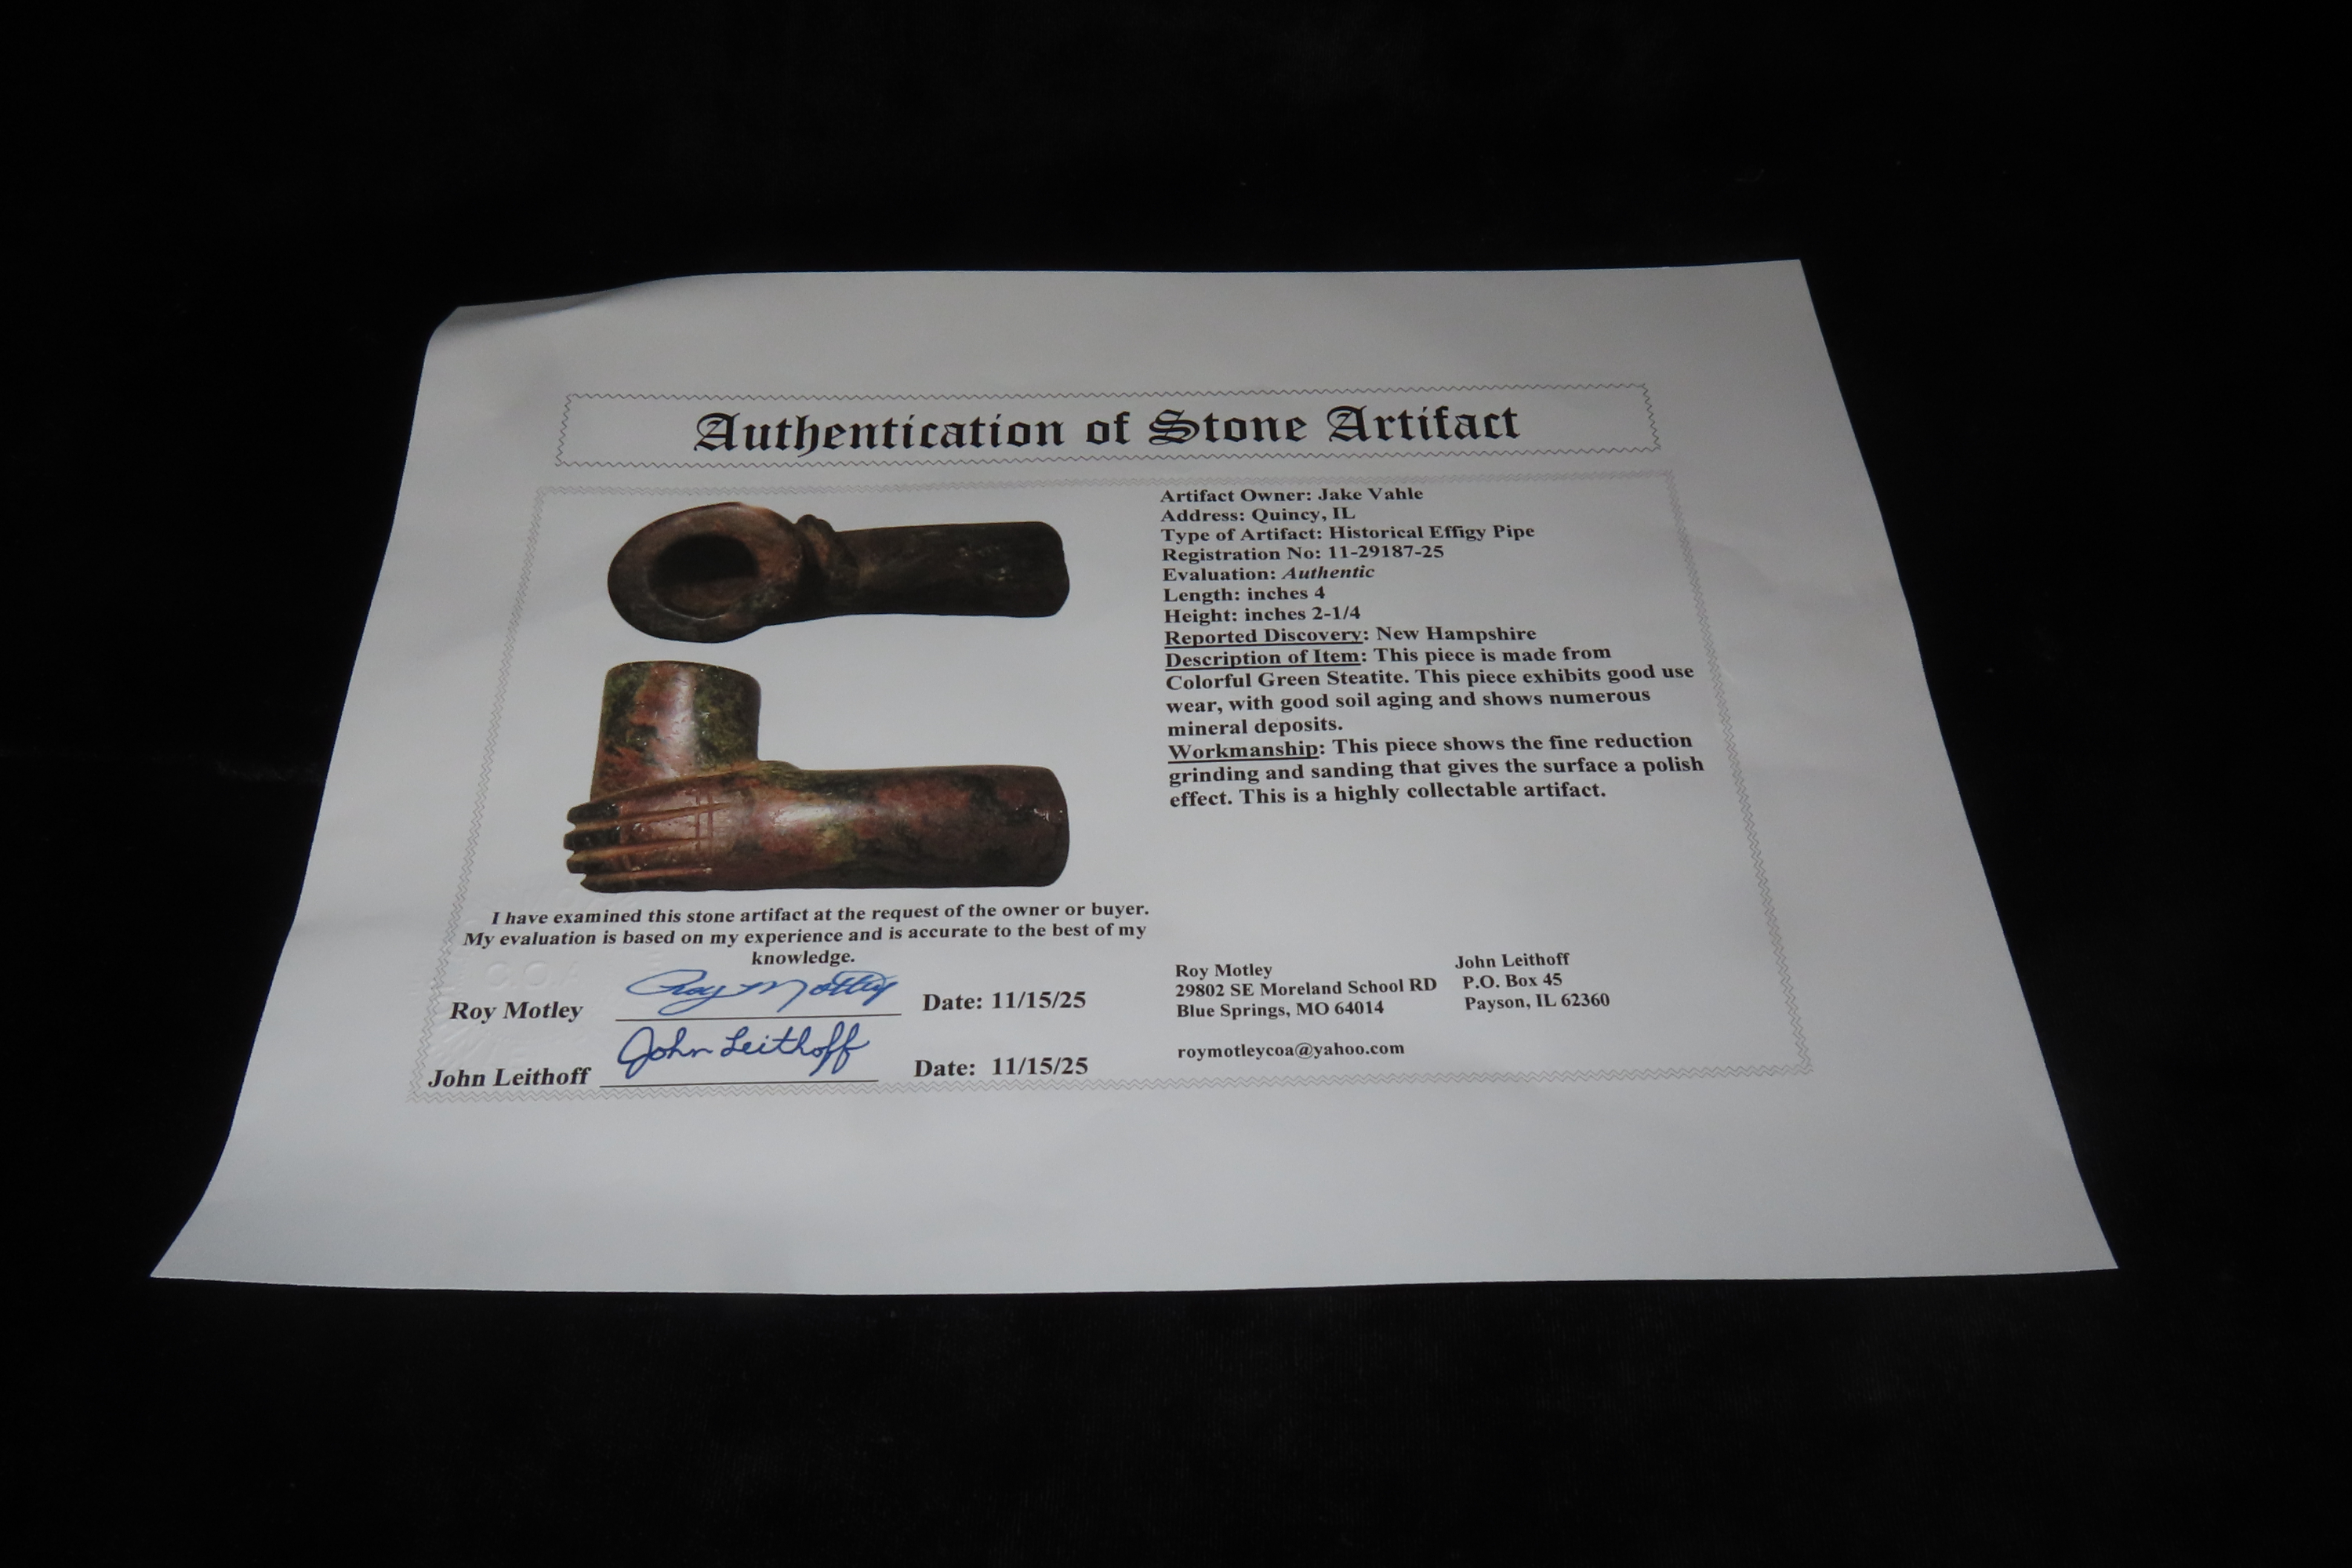 Authentication of Stone Artifact
Artifact Owner: Jake Vahle
Address: Quincy, IL
Type of Artifact: Historical Effigy Pipe
Registration No: 11-29187-25
Evaluation: Authentic
Length: inches 4
Height: inches 2-1/4
Reported Discovery: New Hampshire
Description of Item: This piece is made from
Colorful Green Steatite. This piece exhibits good use
wear, with good soil aging and shows numerous
mineral deposits.
Workmanship: This piece shows the fine reduction
grinding and sanding that gives the surface a polish
effect. This is a highly collectable artifact.
I have examined this stone artifact at the request of the owner or buyer.
My evaluation is based on my experience and is accurate to the best of my
knowledge.
Roy Motley Roy Motley Date: 11/15/25
John Leithoff John Leithoff Date: 11/15/25
Roy Motley
29802 SE Moreland School RD
Blue Springs, MO 64014
roymotleycoa@yahoo.com
John Leithoff
P.O. Box 45
Payson, IL 62360